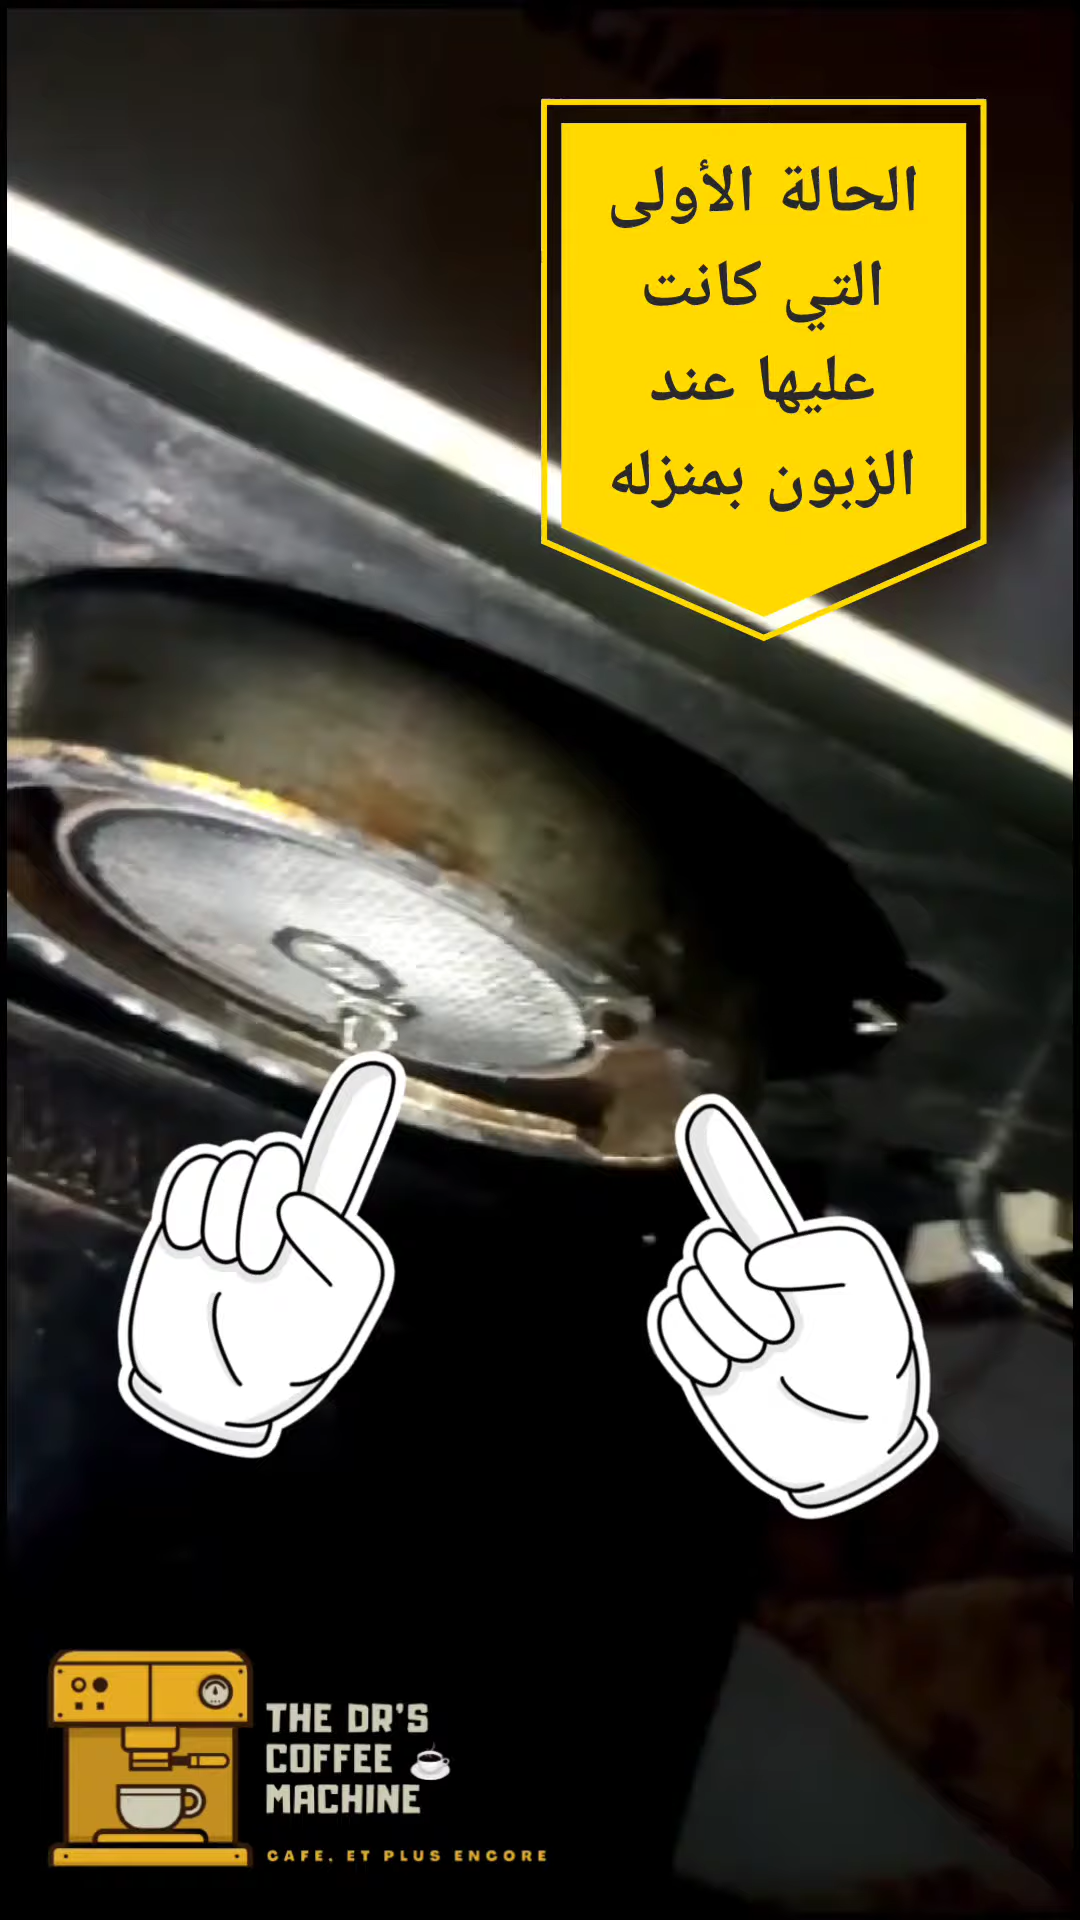 الحالة الأولى
التي كانت
عليها عند
الزبون بمنزله
THE DR'S
COFFEE
MACHINE
CAFE, ET PLUS ENCORE